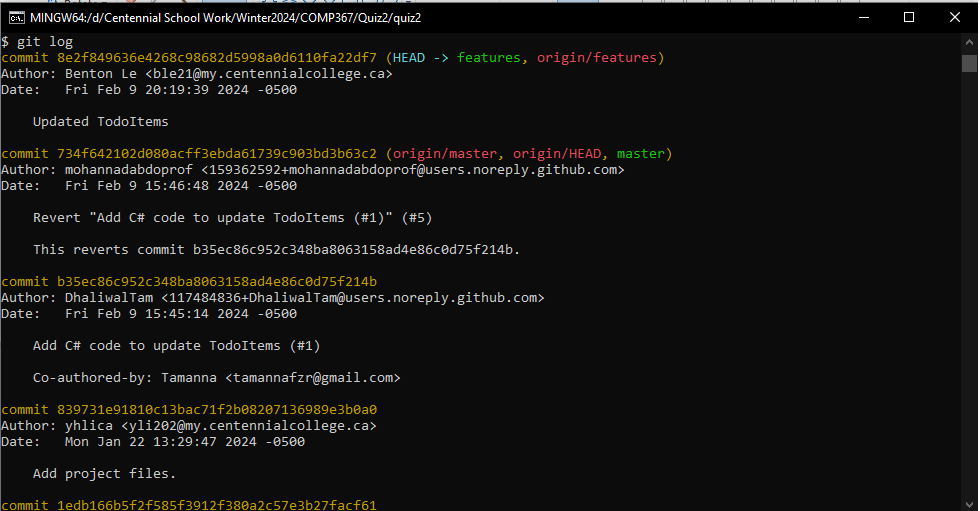 MINGW64:/d/Centennial School Work/Winter2024/COMP367/Quiz2/quiz2
$ git log
commit 8e2f849636e4268c98682d5998a0d6110fa22df7 (HEAD -> features, origin/features)
Author: Benton Le <ble21@my.centennialcollege.ca>
Date:   Fri Feb 9 20:19:39 2024 -0500
    Updated TodoItems
commit 734f642102d080acff3ebda61739c903bd3b63c2 (origin/master, origin/HEAD, master)
Author: mohannadabdoprof <159362592+mohannadabdoprof@users.noreply.github.com>
Date:   Fri Feb 9 15:46:48 2024 -0500
    Revert "Add C# code to update TodoItems (#1)" (#5)
    This reverts commit b35ec86c952c348ba8063158ad4e86c0d75f214b.
commit b35ec86c952c348ba8063158ad4e86c0d75f214b
Author: DhaliwalTam <117484836+DhaliwalTam@users.noreply.github.com>
Date:   Fri Feb 9 15:45:14 2024 -0500
    Add C# code to update TodoItems (#1)
    Co-authored-by: Tamanna <tamannafzr@gmail.com>
commit 839731e91810c13bac71f2b08207136989e3b0a0
Author: yhlica <yli202@my.centennialcollege.ca>
Date:   Mon Jan 22 13:29:47 2024 -0500
    Add project files.
commit 1edb166b5f2f585f3912f380a2c57e3b27facf61